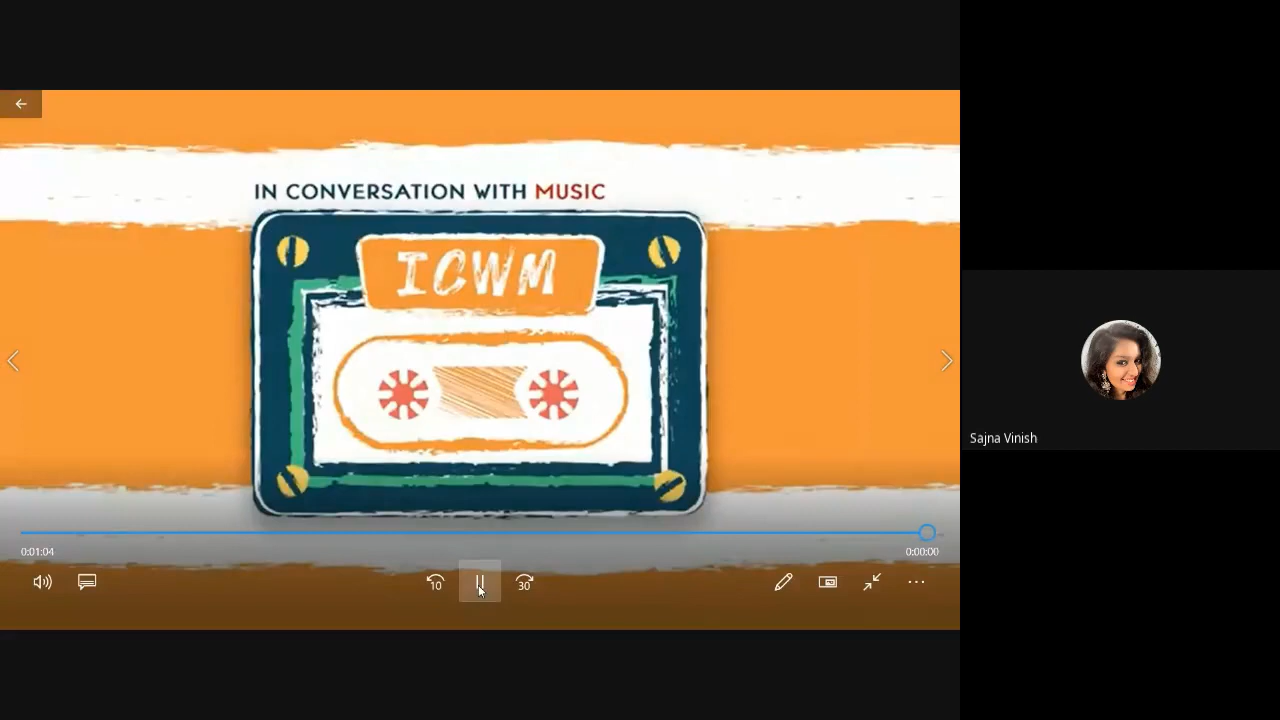 IN CONVERSATION WITH MUSIC
ICWM
Sajna Vinish
0:01:04
0:00:00
10
30